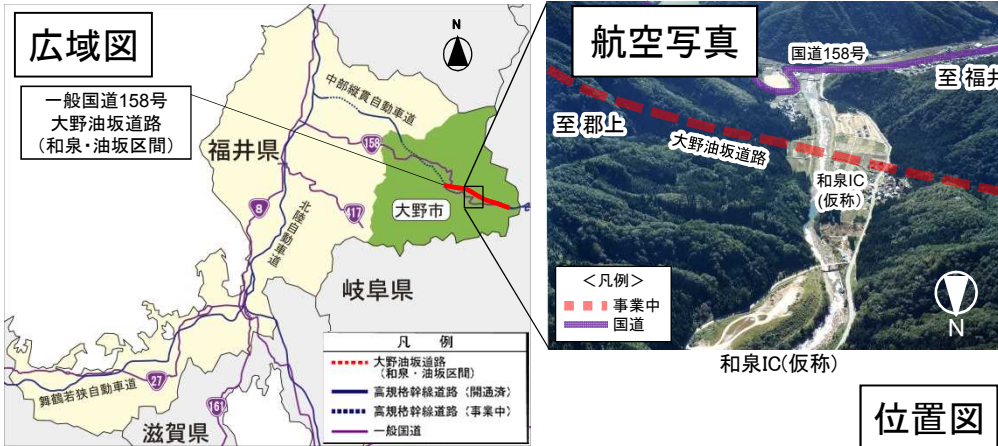 広域図
N
一般国道158号
大野油坂道路
(和泉・油坂区間)
中部縦貫自動車道
158
福井県
8
417
大野市
北陸自動車道
岐阜県
27
舞鶴若狭自動車道
161
滋賀県
凡 例
大野油坂道路
(和泉・油坂区間)
高規格幹線道路(開通済)
高規格幹線道路(事業中)
一般国道
航空写真
国道158号
至 福井
至 郡上
大野油坂道路
和泉IC
(仮称)
<凡例>
事業中
国道
N
和泉IC(仮称)
位置図